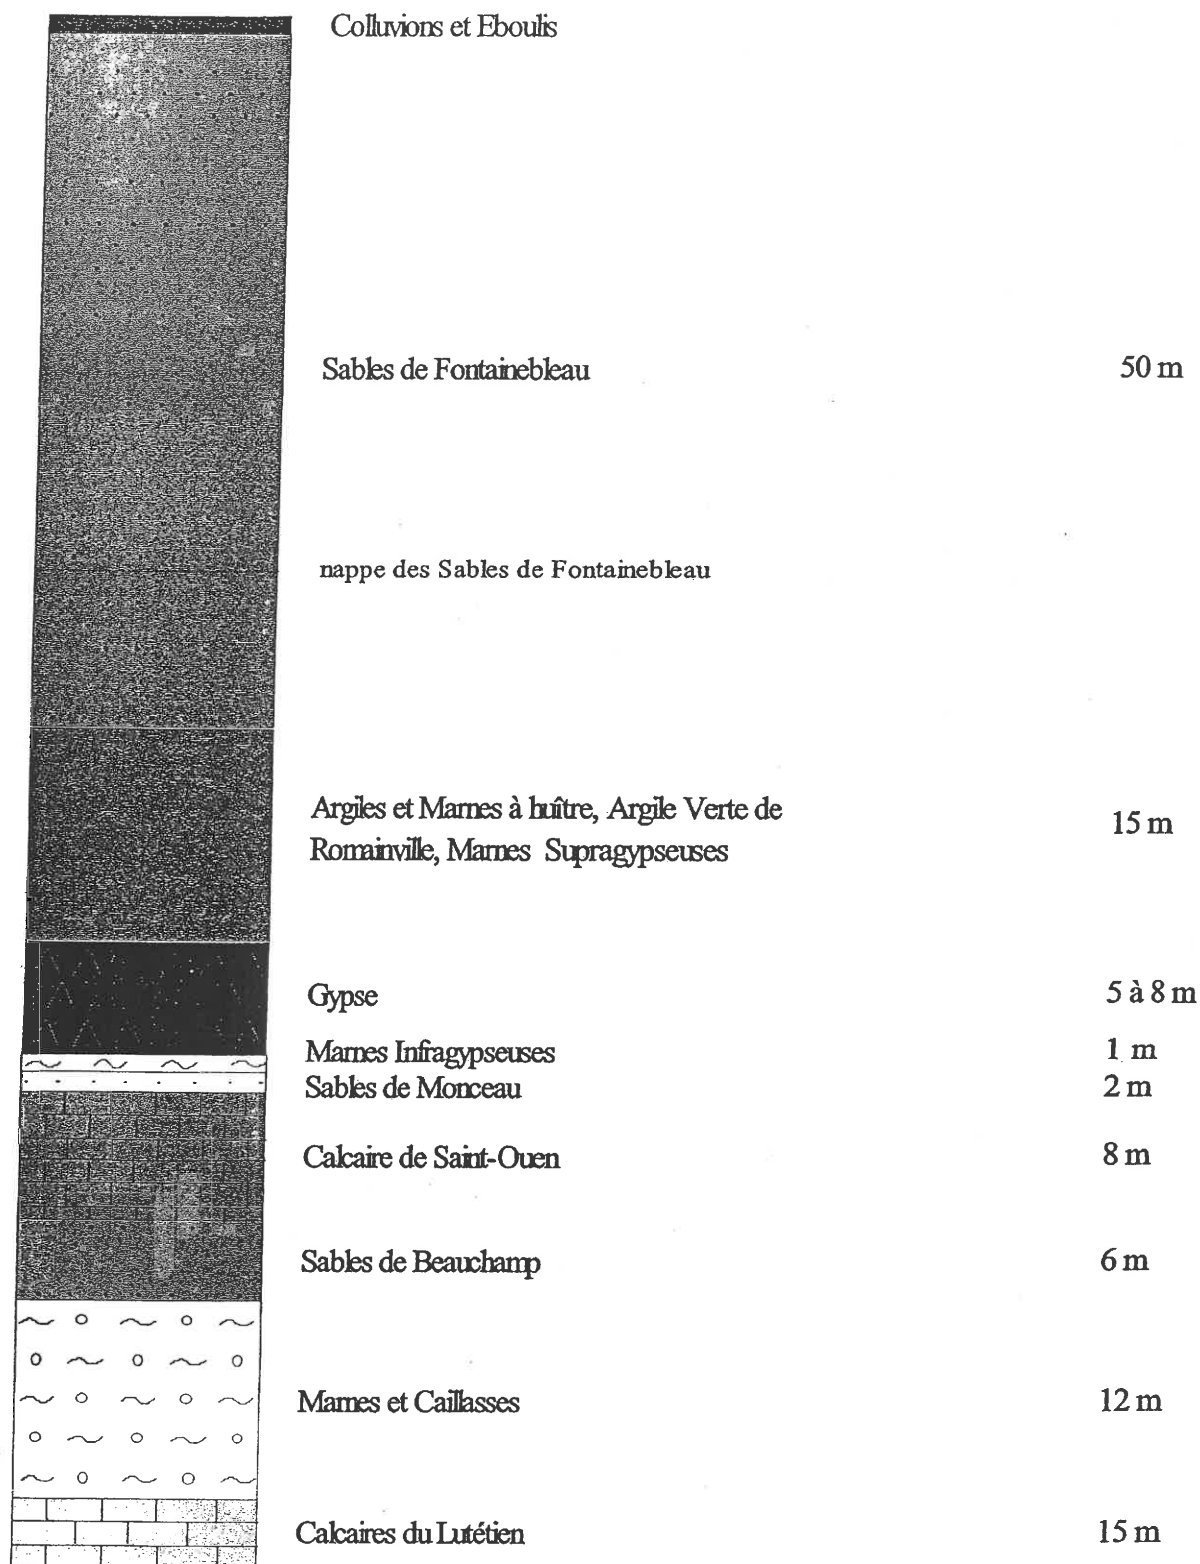 Colluvions et Eboulis
Sables de Fontainebleau 50 m
nappe des Sables de Fontainebleau
Argiles et Marnes à huître, Argile Verte de 15 m
Romainville, Marnes Supragypseuses
Gypse 5 à 8 m
Marnes Infragypseuses 1 m
Sables de Monceau 2 m
Calcaire de Saint-Ouen 8 m
Sables de Beauchamp 6 m
Marnes et Caillasses 12 m
Calcaires du Lutétien 15 m